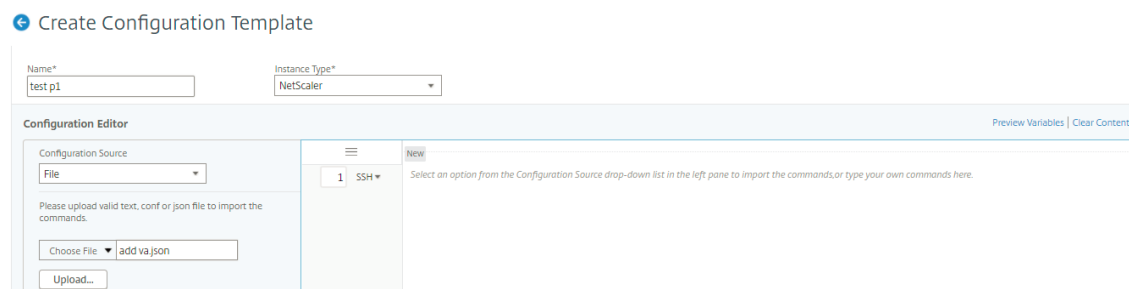 Create Configuration Template
Name*
Instance Type*
test p1
NetScaler
Configuration Editor
Preview Variables | Clear Content
Configuration Source
File
New
1 SSH
Select an option from the Configuration Source drop-down list in the left pane to import the commands,or type your own commands here.
Please upload valid text, conf or json file to import the
commands.
Choose File add va.json
Upload...